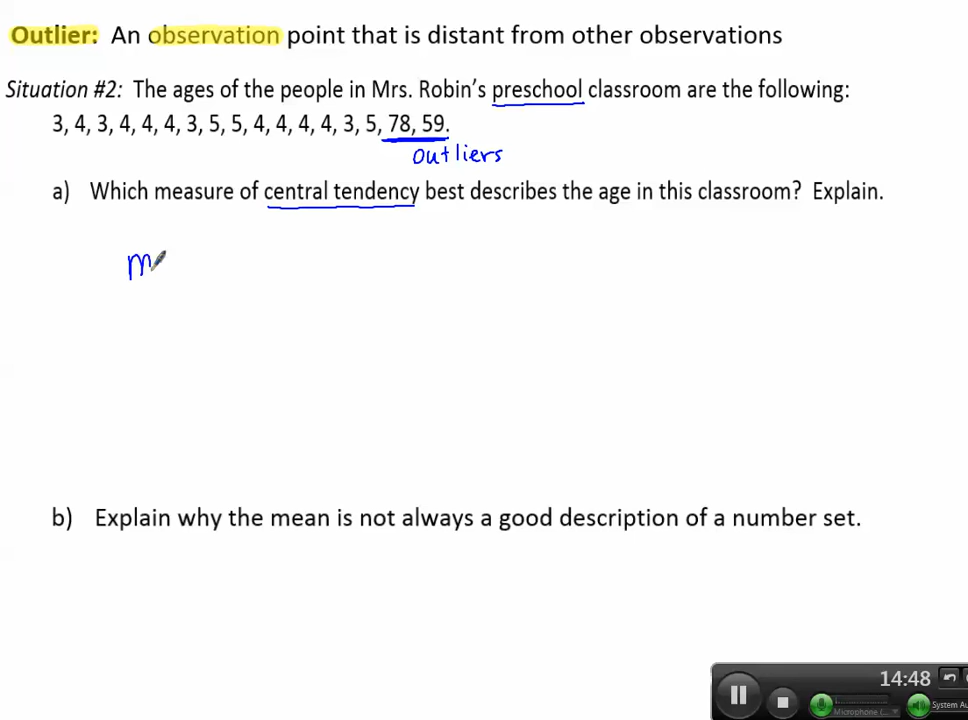 Outlier: An observation point that is distant from other observations
Situation #2: The ages of the people in Mrs. Robin's preschool classroom are the following:
3, 4, 3, 4, 4, 4, 3, 5, 5, 4, 4, 4, 4, 3, 5, 78, 59.
outliers
a) Which measure of central tendency best describes the age in this classroom? Explain.
m
b) Explain why the mean is not always a good description of a number set.
14:48
System Au
Microphone (...